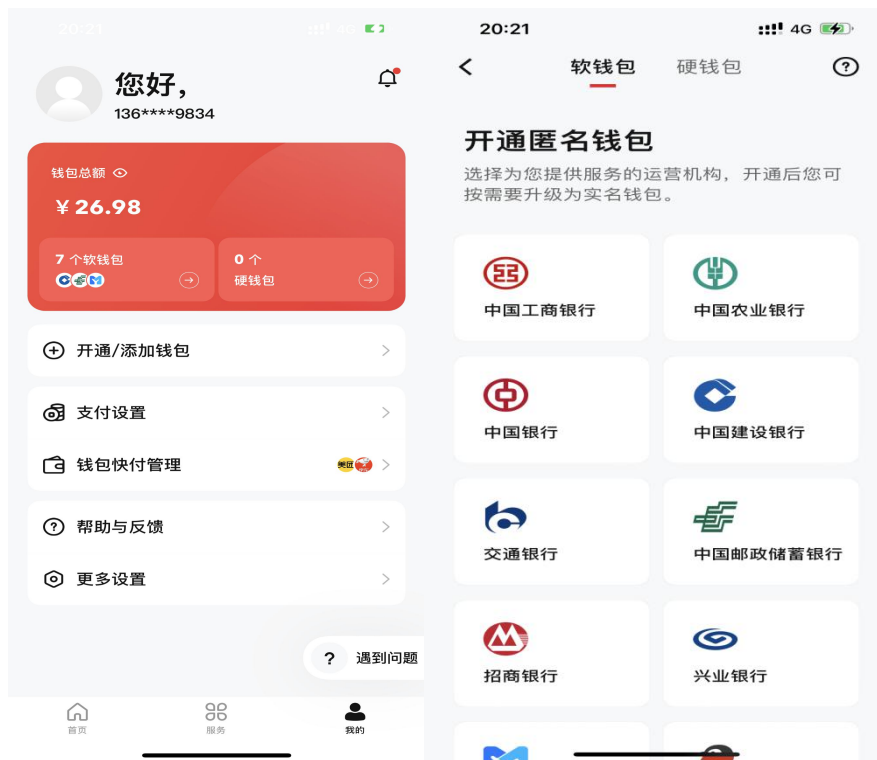 20:21
4G
您好,
136****9834
钱包总额
¥ 26.98
7 个软钱包
0 个
硬钱包
开通/添加钱包
支付设置
钱包快付管理
美团
帮助与反馈
更多设置
? 遇到问题
首页
服务
我的
20:21
4G
软钱包 硬钱包
开通匿名钱包
选择为您提供服务的运营机构，开通后您可
按需要升级为实名钱包。
中国工商银行
中国农业银行
中国银行
中国建设银行
交通银行
中国邮政储蓄银行
招商银行
兴业银行